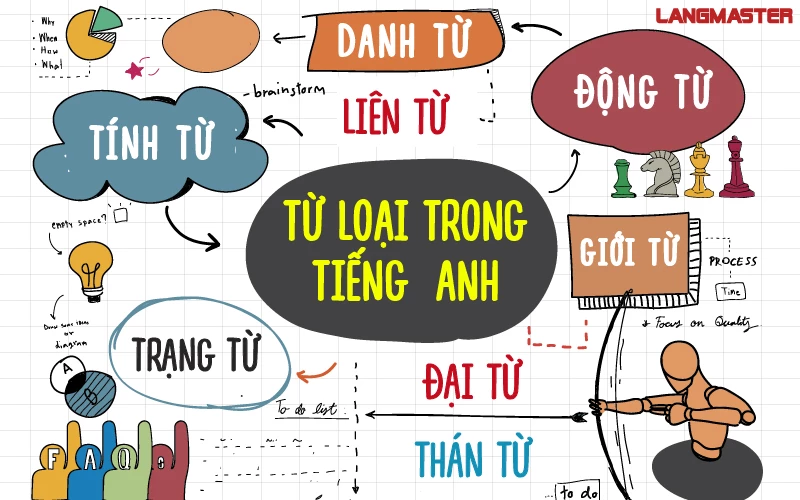 LANGMASTER
Why
When
How
What
DANH TỪ
ĐỘNG TỪ
- brainstorm
LIÊN TỪ
TÍNH TỪ
TỪ LOẠI TRONG
TIẾNG ANH
GIỚI TỪ
empty space?
PROCESS
Time
Focus on Quality
Draw some ideas
or
diagram
TRẠNG TỪ
A
B
To do list
ĐẠI TỪ
THÁN TỪ
FAQs
to do